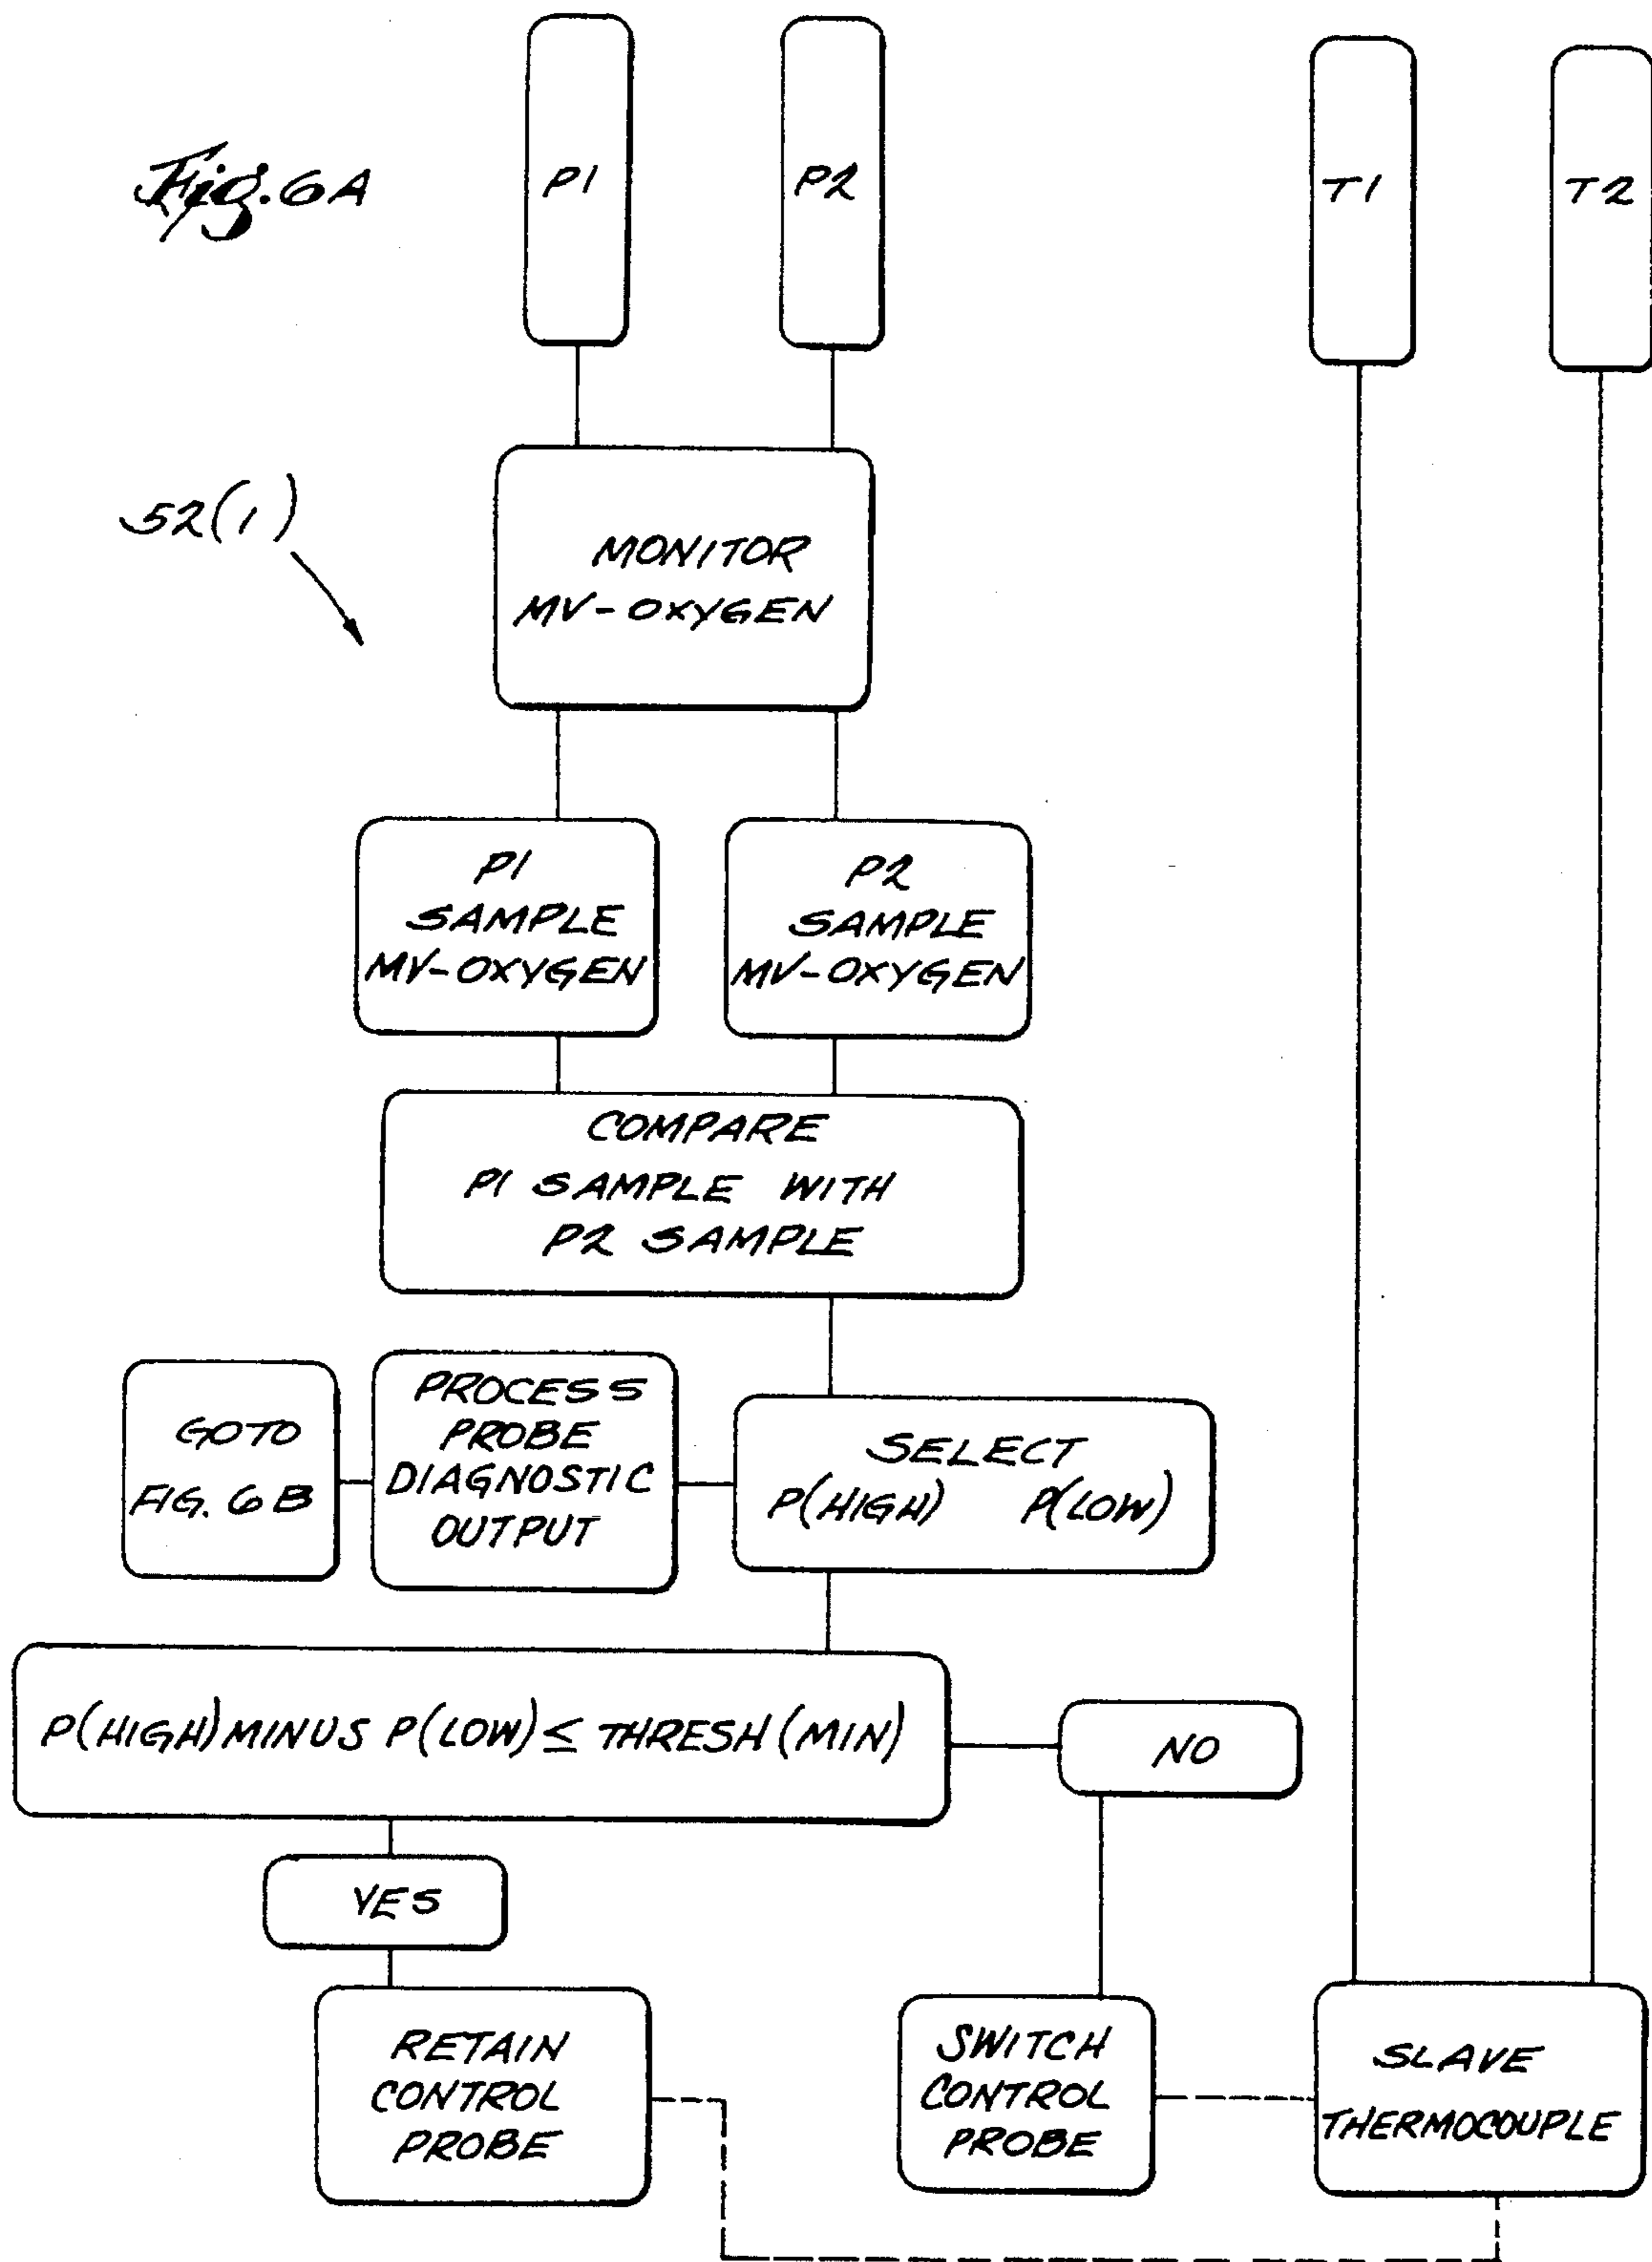 Fig. 6A
P1
P2
T1
T2
52(1)
MONITOR
MV-OXYGEN
P1
SAMPLE
MV-OXYGEN
P2
SAMPLE
MV-OXYGEN
COMPARE
P1 SAMPLE WITH
P2 SAMPLE
GO TO
FIG. 6B
PROCESS
PROBE
DIAGNOSTIC
OUTPUT
SELECT
P(HIGH) P(LOW)
P(HIGH) MINUS P(LOW) ≤ THRESH (MIN)
NO
YES
RETAIN
CONTROL
PROBE
SWITCH
CONTROL
PROBE
SLAVE
THERMOCOUPLE